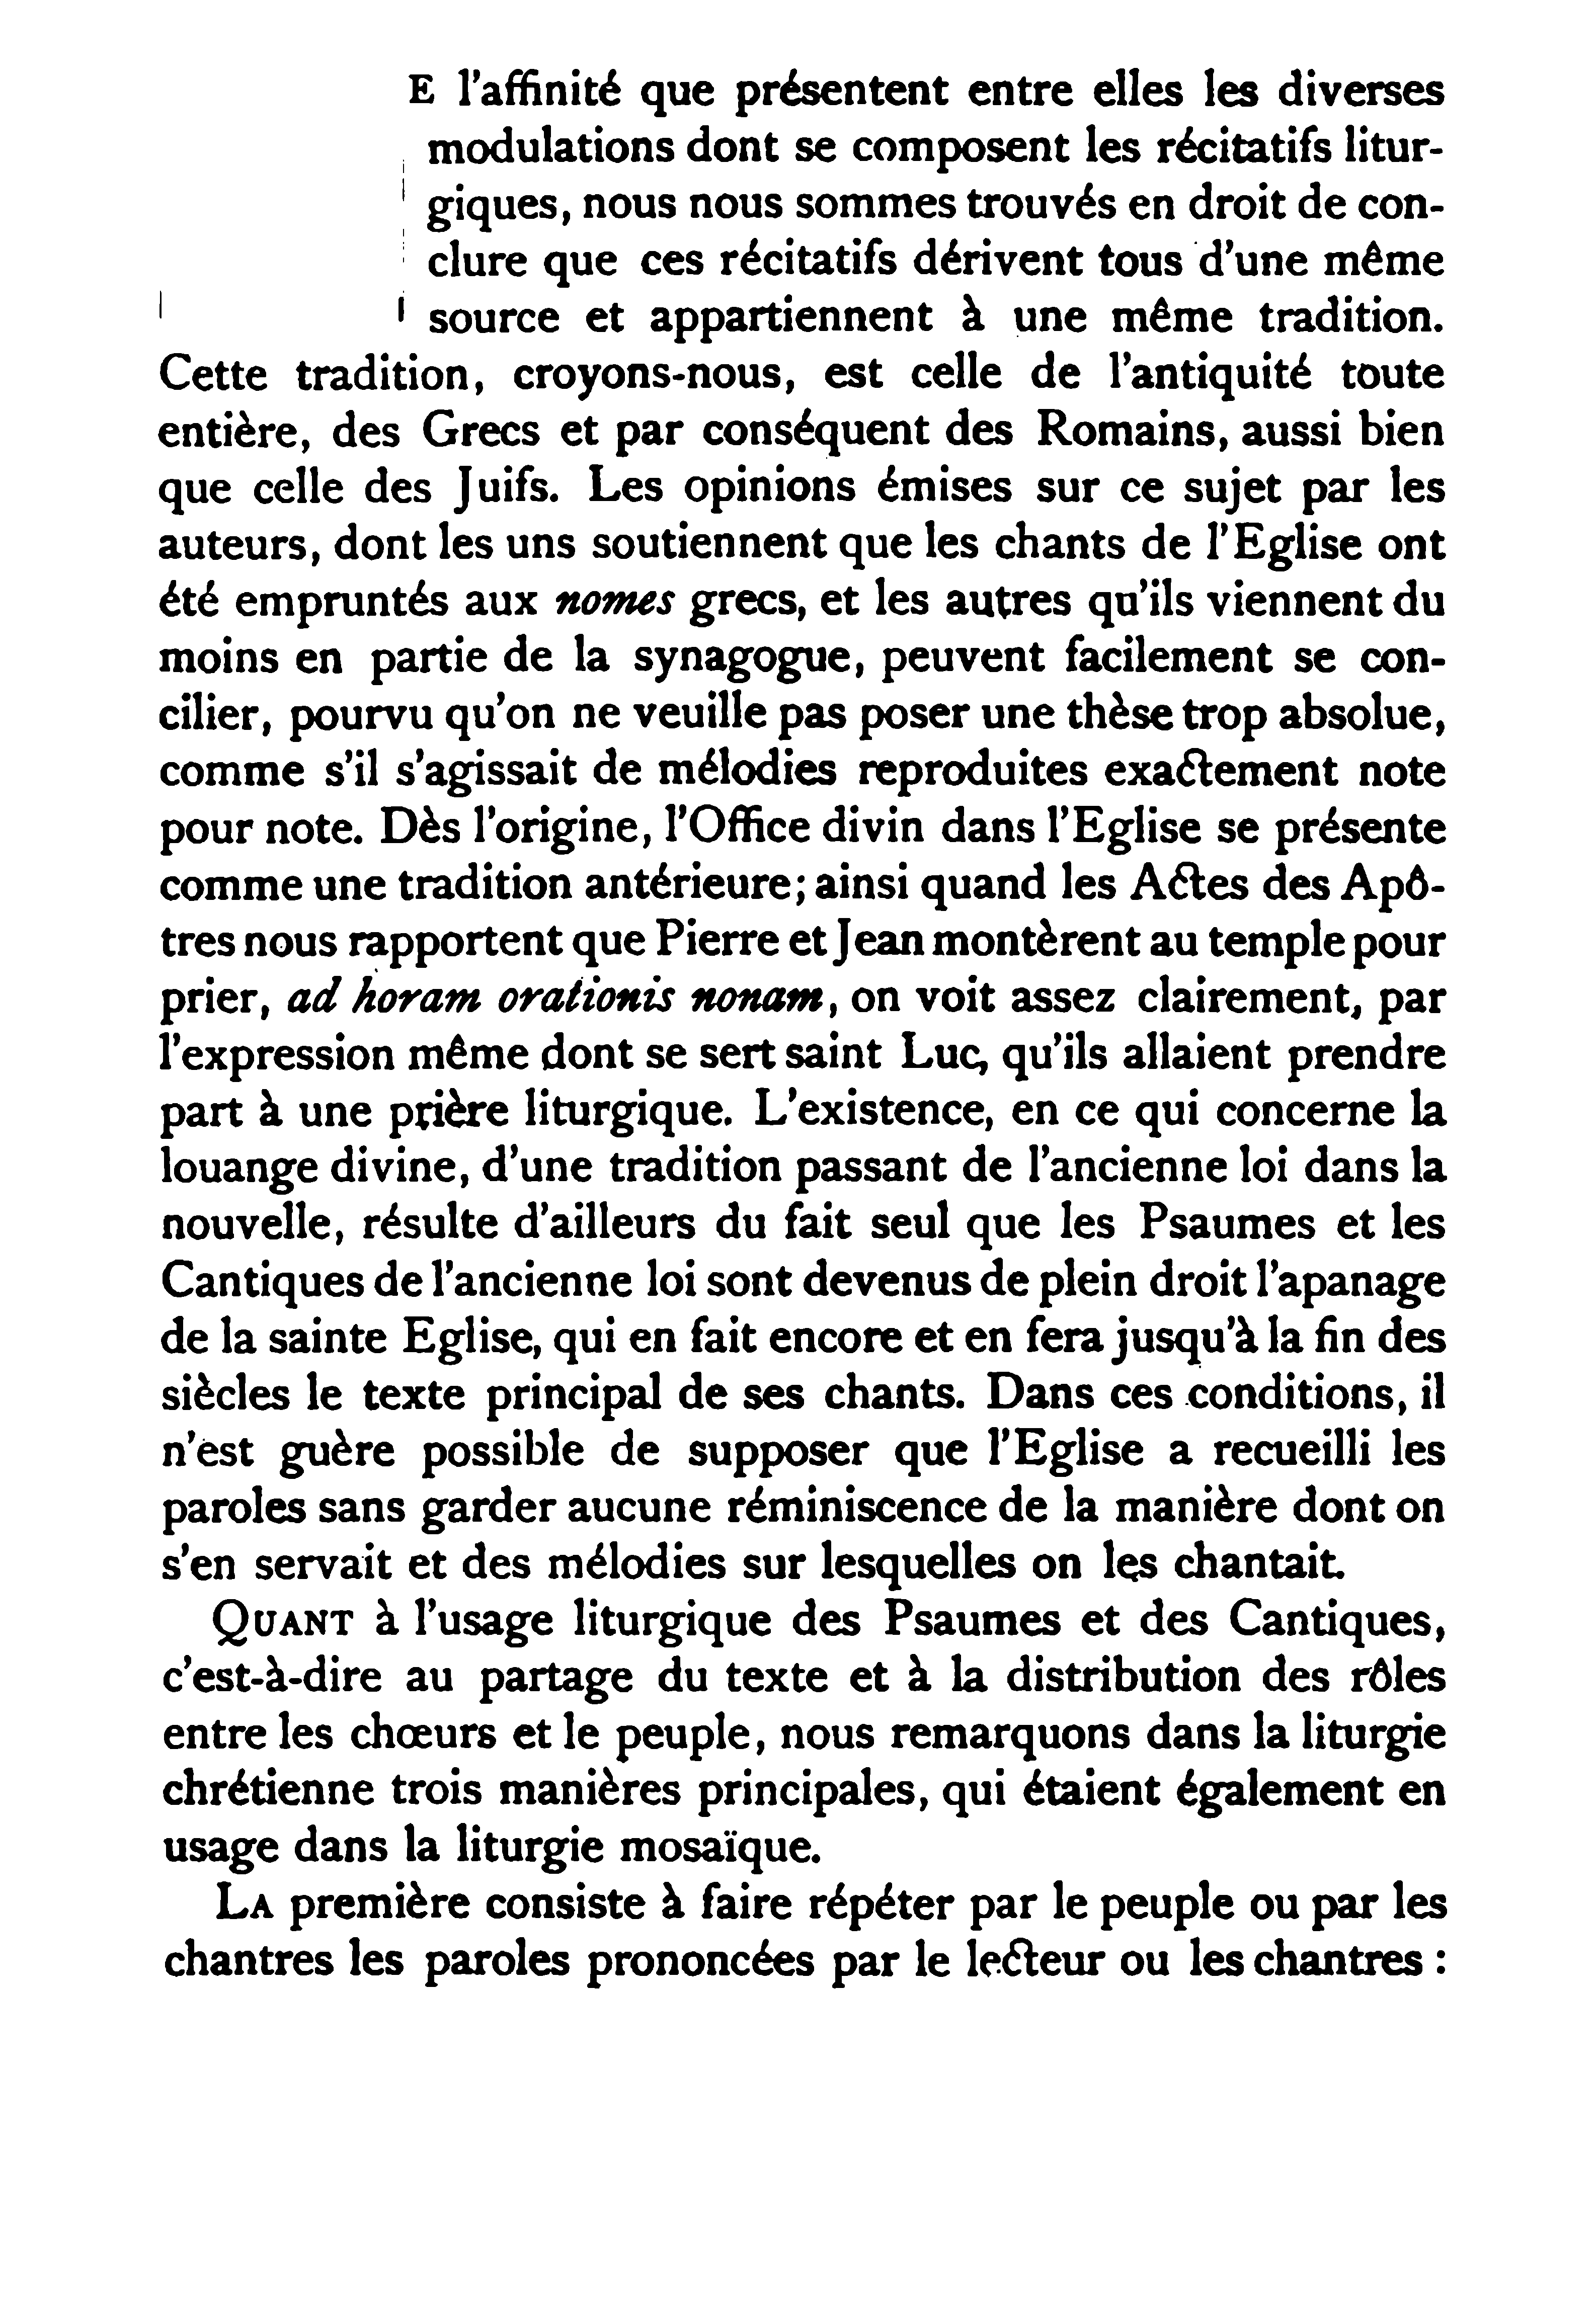 E l'affinité que présentent entre elles les diverses
modulations dont se composent les récitatifs litur-
giques, nous nous sommes trouvés en droit de con-
clure que ces récitatifs dérivent tous d'une même
source et appartiennent à une même tradition.
Cette tradition, croyons-nous, est celle de l'antiquité toute
entière, des Grecs et par conséquent des Romains, aussi bien
que celle des Juifs. Les opinions émises sur ce sujet par les
auteurs, dont les uns soutiennent que les chants de l'Eglise ont
été empruntés aux nomes grecs, et les autres qu'ils viennent du
moins en partie de la synagogue, peuvent facilement se con-
cilier, pourvu qu'on ne veuille pas poser une thèse trop absolue,
comme s'il s'agissait de mélodies reproduites exactement note
pour note. Dès l'origine, l'Office divin dans l'Eglise se présente
comme une tradition antérieure; ainsi quand les Actes des Apô-
tres nous rapportent que Pierre et Jean montèrent au temple pour
prier, ad horam orationis nonam, on voit assez clairement, par
l'expression même dont se sert saint Luc, qu'ils allaient prendre
part à une prière liturgique. L'existence, en ce qui concerne la
louange divine, d'une tradition passant de l'ancienne loi dans la
nouvelle, résulte d'ailleurs du fait seul que les Psaumes et les
Cantiques de l'ancienne loi sont devenus de plein droit l'apanage
de la sainte Eglise, qui en fait encore et en fera jusqu'à la fin des
siècles le texte principal de ses chants. Dans ces conditions, il
n'est guère possible de supposer que l'Eglise a recueilli les
paroles sans garder aucune réminiscence de la manière dont on
s'en servait et des mélodies sur lesquelles on les chantait.
QUANT à l'usage liturgique des Psaumes et des Cantiques,
c'est-à-dire au partage du texte et à la distribution des rôles
entre les chœurs et le peuple, nous remarquons dans la liturgie
chrétienne trois manières principales, qui étaient également en
usage dans la liturgie mosaïque.
LA première consiste à faire répéter par le peuple ou par les
chantres les paroles prononcées par le lecteur ou les chantres :